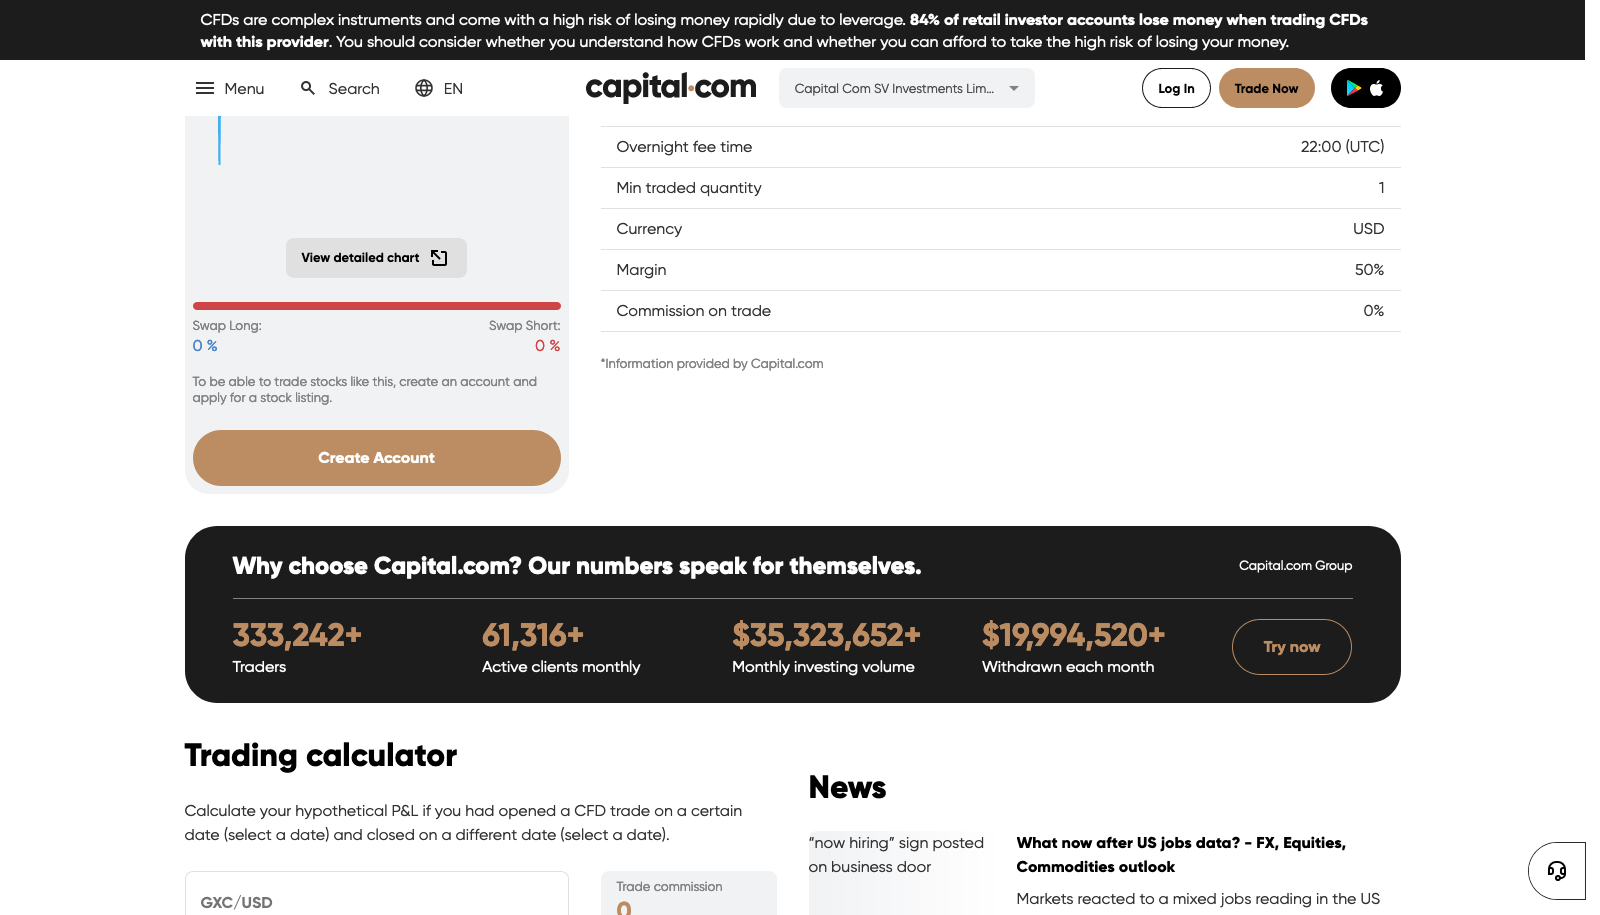 CFDs are complex instruments and come with a high risk of losing money rapidly due to leverage. 84% of retail investor accounts lose money when trading CFDs
with this provider. You should consider whether you understand how CFDs work and whether you can afford to take the high risk of losing your money.
Menu
Search
EN
capital.com
Capital Com SV Investments Lim...
Log In
Trade Now
Overnight fee time 22:00 (UTC)
Min traded quantity 1
Currency USD
Margin 50%
Commission on trade 0%
*Information provided by Capital.com
View detailed chart
Swap Long: Swap Short:
0 % 0 %
To be able to trade stocks like this, create an account and
apply for a stock listing.
Create Account
Why choose Capital.com? Our numbers speak for themselves.
Capital.com Group
333,242+
Traders
61,316+
Active clients monthly
$35,323,652+
Monthly investing volume
$19,994,520+
Withdrawn each month
Try now
Trading calculator
Calculate your hypothetical P&L if you had opened a CFD trade on a certain
date (select a date) and closed on a different date (select a date).
GXC/USD
Trade commission
0
News
“now hiring” sign posted
on business door
What now after US jobs data? - FX, Equities,
Commodities outlook
Markets reacted to a mixed jobs reading in the US